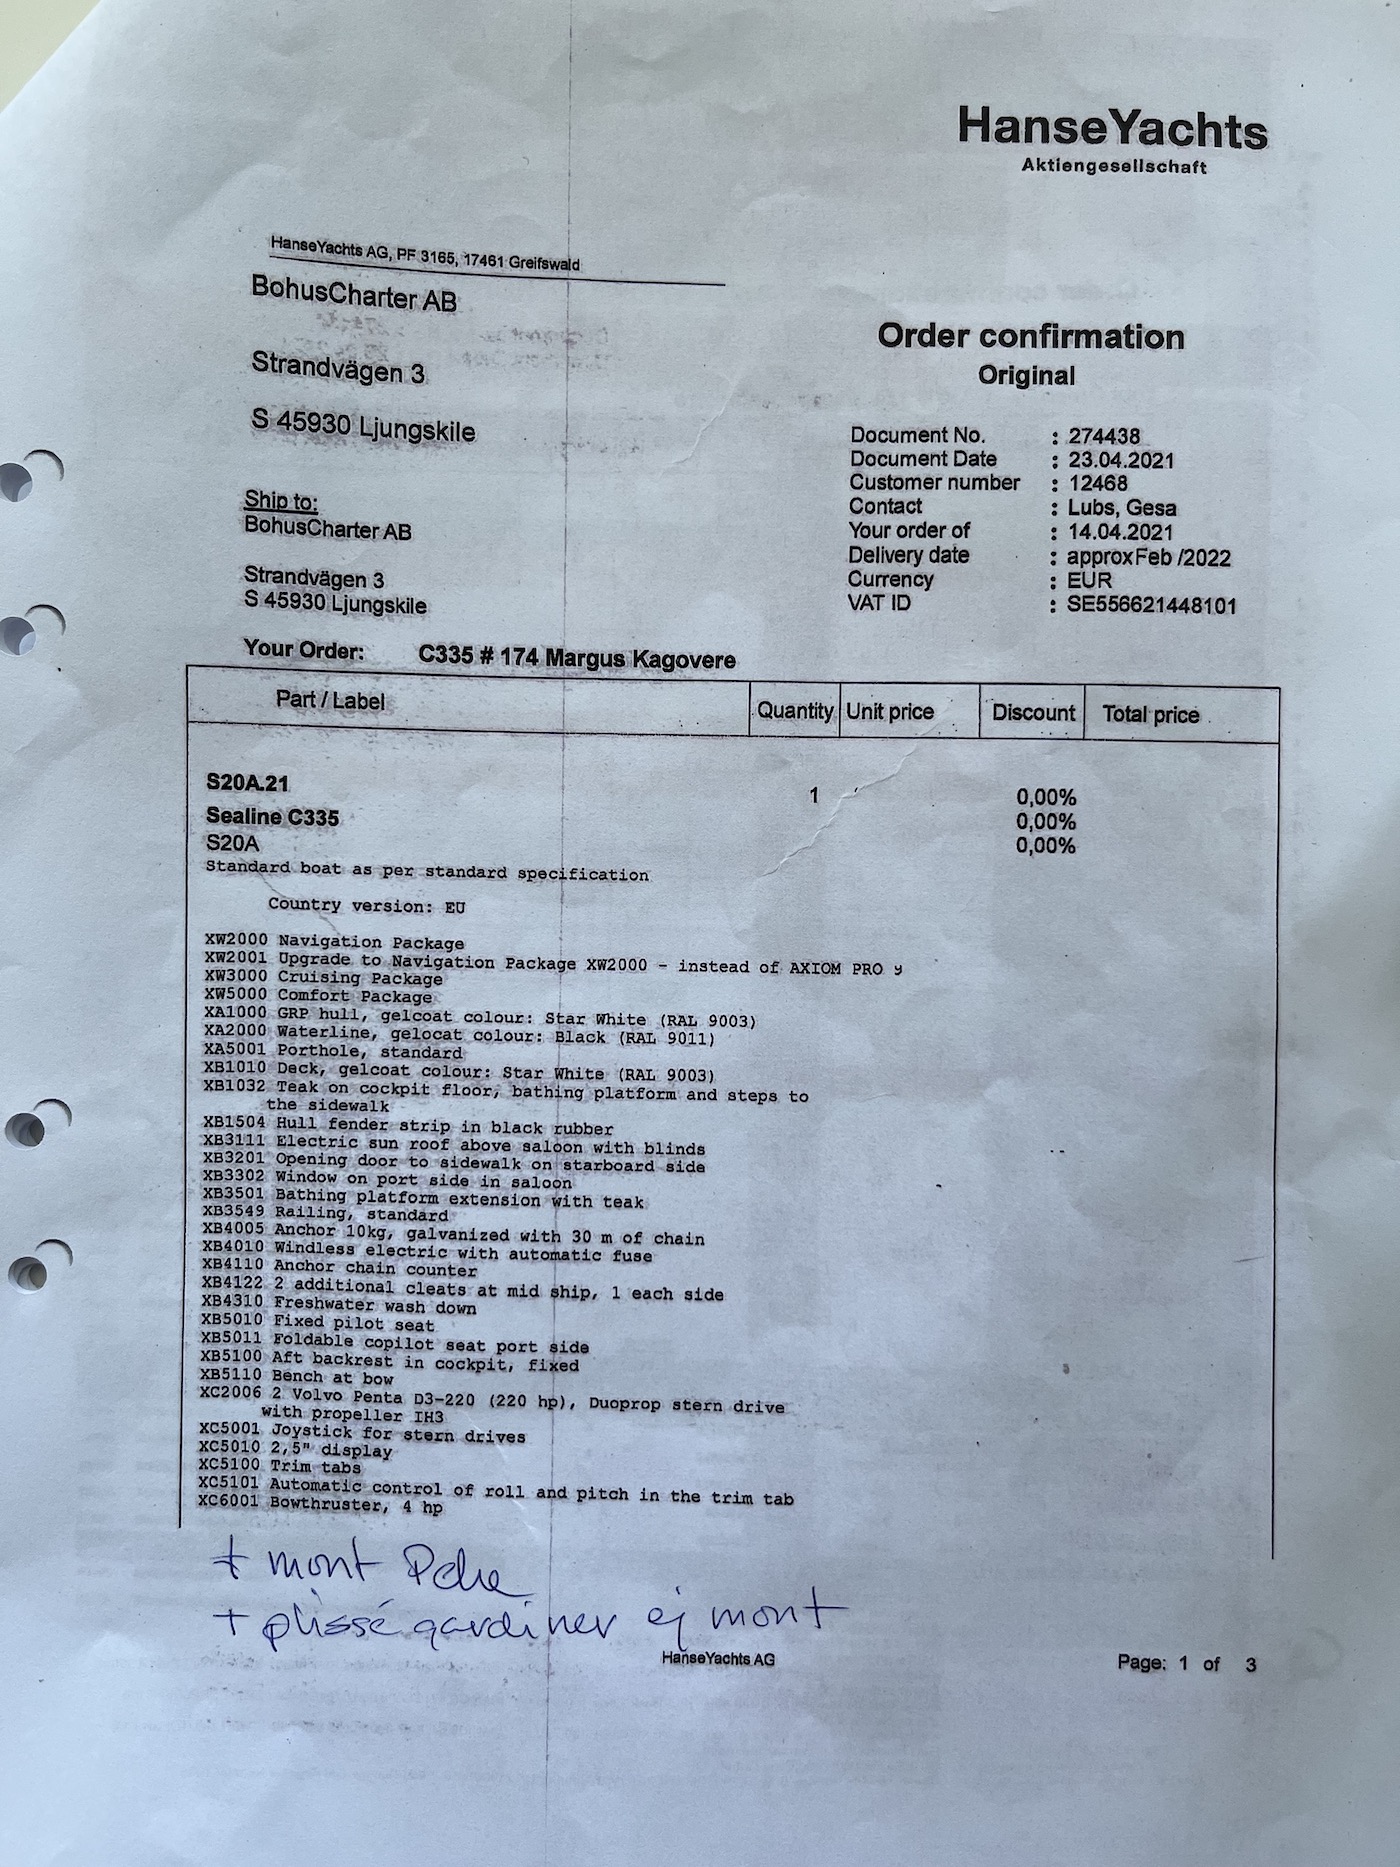 HanseYachts
Aktiengesellschaft
HanseYachts AG, PF 3165, 17461 Greifswald
BohusCharter AB
Strandvägen 3
S 45930 Ljungskile
Order confirmation
Original
Document No. : 274438
Document Date : 23.04.2021
Customer number : 12468
Contact : Lubs, Gesa
Your order of : 14.04.2021
Delivery date : approxFeb /2022
Currency : EUR
VAT ID : SE556621448101
Ship to:
BohusCharter AB
Strandvägen 3
S 45930 Ljungskile
Your Order: C335 # 174 Margus Kagovere
Part / Label Quantity Unit price Discount Total price
S20A.21 1 0,00%
Sealine C335 0,00%
S20A 0,00%
Standard boat as per standard specification
Country version: EU
XW2000 Navigation Package
XW2001 Upgrade to Navigation Package XW2000 - instead of AXIOM PRO 9
XW3000 Cruising Package
XW5000 Comfort Package
XA1000 GRP hull, gelcoat colour: Star White (RAL 9003)
XA2000 Waterline, gelocat colour: Black (RAL 9011)
XA5001 Porthole, standard
XB1010 Deck, gelcoat colour: Star White (RAL 9003)
XB1032 Teak on cockpit floor, bathing platform and steps to
the sidewalk
XB1504 Hull fender strip in black rubber
XB3111 Electric sun roof above saloon with blinds
XB3201 Opening door to sidewalk on starboard side
XB3302 Window on port side in saloon
XB3501 Bathing platform extension with teak
XB3549 Railing, standard
XB4005 Anchor 10kg, galvanized with 30 m of chain
XB4010 Windless electric with automatic fuse
XB4110 Anchor chain counter
XB4122 2 additional cleats at mid ship, 1 each side
XB4310 Freshwater wash down
XB5010 Fixed pilot seat
XB5011 Foldable copilot seat port side
XB5100 Aft backrest in cockpit, fixed
XB5110 Bench at bow
XC2006 2 Volvo Penta D3-220 (220 hp), Duoprop stern drive
with propeller IH3
XC5001 Joystick for stern drives
XC5010 2,5" display
XC5100 Trim tabs
XC5101 Automatic control of roll and pitch in the trim tab
XC6001 Bowthruster, 4 hp
+ mont
+ plissé gardiner ej mont
HanseYachts AG
Page: 1 of 3